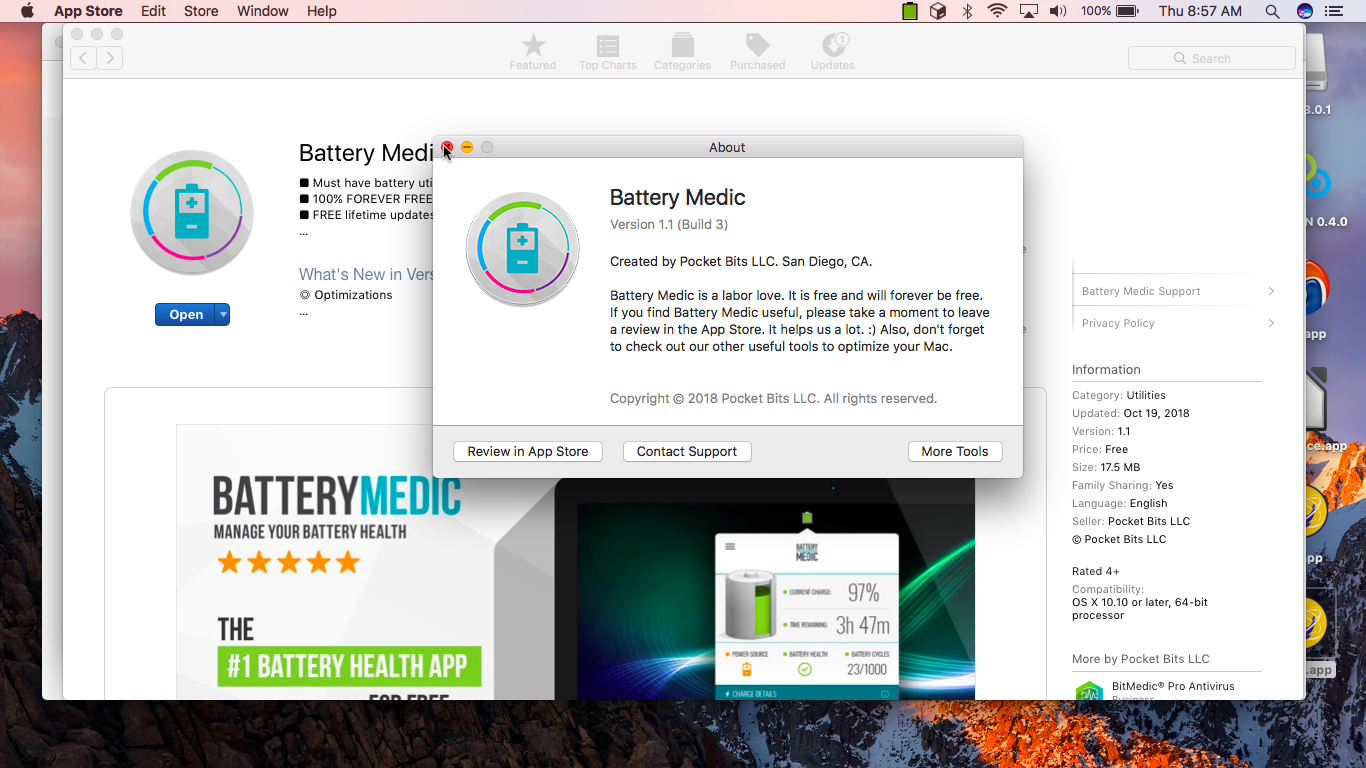 App Store Edit Store Window Help 100% Thu 8:57 AM
Featured Top Charts Categories Purchased Updates
1
Search
Battery Medi
■ Must have battery uti
■ 100% FOREVER FREE
■ FREE lifetime updates
...
What's New in Vers
◎ Optimizations
...
Open
About
Battery Medic
Version 1.1 (Build 3)
Created by Pocket Bits LLC. San Diego, CA.
Battery Medic is a labor love. It is free and will forever be free.
If you find Battery Medic useful, please take a moment to leave
a review in the App Store. It helps us a lot. :) Also, don't forget
to check out our other useful tools to optimize your Mac.
Copyright © 2018 Pocket Bits LLC. All rights reserved.
Review in App Store Contact Support More Tools
BATTERYMEDIC
MANAGE YOUR BATTERY HEALTH
THE
#1 BATTERY HEALTH APP
FOR FREE
BATTERY
MEDIC
CURRENT CHARGE: 97%
TIME REMAINING: 3h 47m
POWER SOURCE BATTERY HEALTH BATTERY CYCLES
23/1000
CHARGE DETAILS
Battery Medic Support
Privacy Policy
Information
Category: Utilities
Updated: Oct 19, 2018
Version: 1.1
Price: Free
Size: 17.5 MB
Family Sharing: Yes
Language: English
Seller: Pocket Bits LLC
© Pocket Bits LLC
Rated 4+
Compatibility:
OS X 10.10 or later, 64-bit
processor
More by Pocket Bits LLC
BitMedic® Pro Antivirus
Business
3.0.1
N 0.4.0
app
ce.app
pp
.app